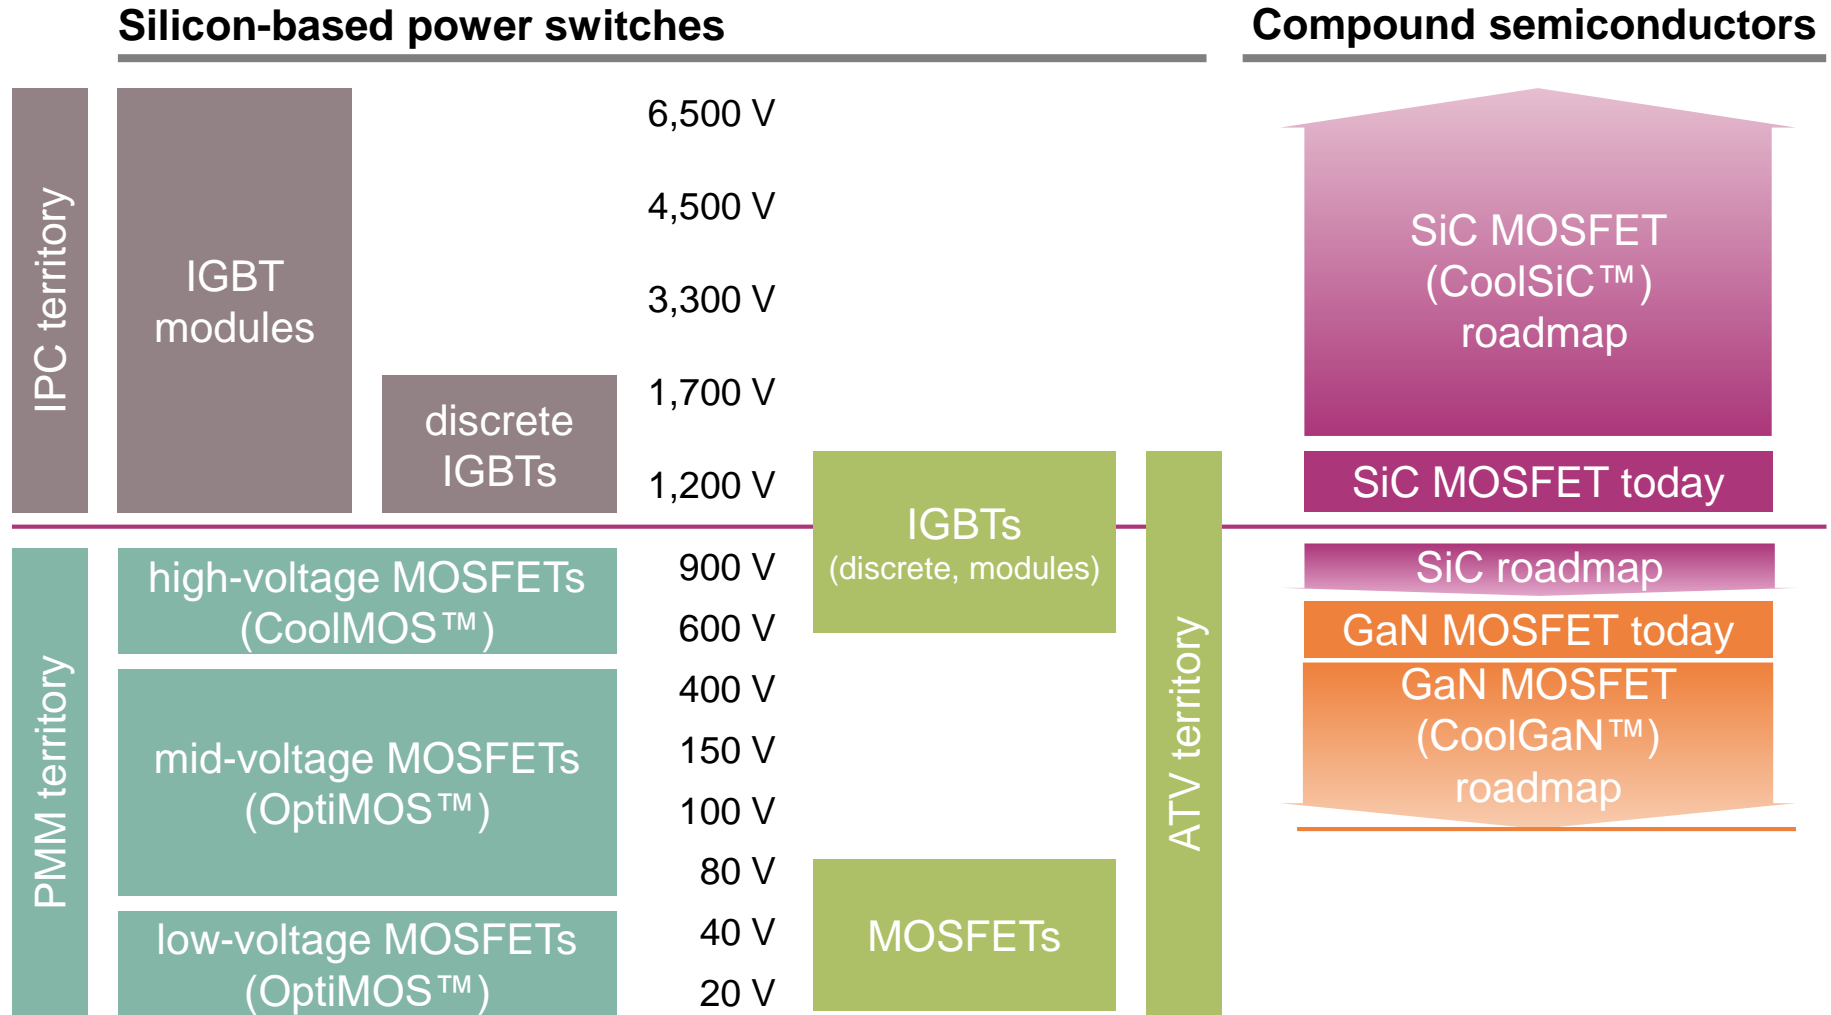 Silicon-based power switches
Compound semiconductors
IPC territory
IGBT
modules
discrete
IGBTs
PMM territory
high-voltage MOSFETs
(CoolMOS™)
mid-voltage MOSFETs
(OptiMOS™)
low-voltage MOSFETs
(OptiMOS™)
6,500 V
4,500 V
3,300 V
1,700 V
1,200 V
900 V
600 V
400 V
150 V
100 V
80 V
40 V
20 V
IGBTs
(discrete, modules)
MOSFETs
ATV territory
SiC MOSFET
(CoolSiC™)
roadmap
SiC MOSFET today
SiC roadmap
GaN MOSFET today
GaN MOSFET
(CoolGaN™)
roadmap